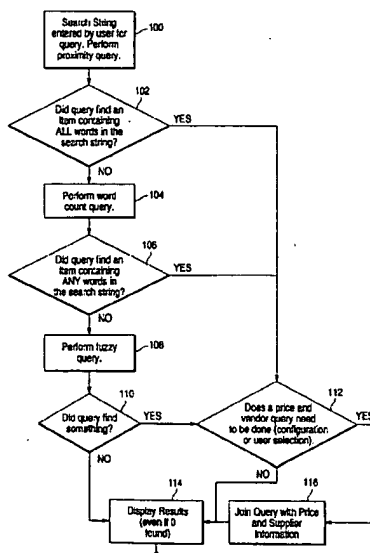 Search String
entered by user for
query. Perform
proximity query.
100
102
Did query find an
item containing
ALL words in the
search string?
YES
NO
Perform word
count query.
104
106
Did query find an
item containing
ANY words in
the search string?
YES
NO
Perform fuzzy
query.
108
110
Did query find
something?
YES
NO
112
Does a price and
vendor query need
to be done (configuration
or user selection).
YES
NO
114
Display Results
(even if 0
found)
116
Join Query with Price
and Supplier
Information